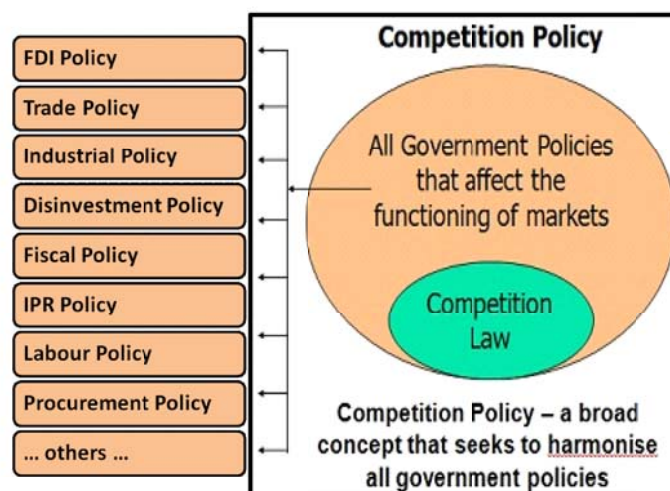 FDI Policy
Trade Policy
Industrial Policy
Disinvestment Policy
Fiscal Policy
IPR Policy
Labour Policy
Procurement Policy
... others ...
Competition Policy
All Government Policies
that affect the
functioning of markets
Competition
Law
Competition Policy – a broad
concept that seeks to harmonise
all government policies